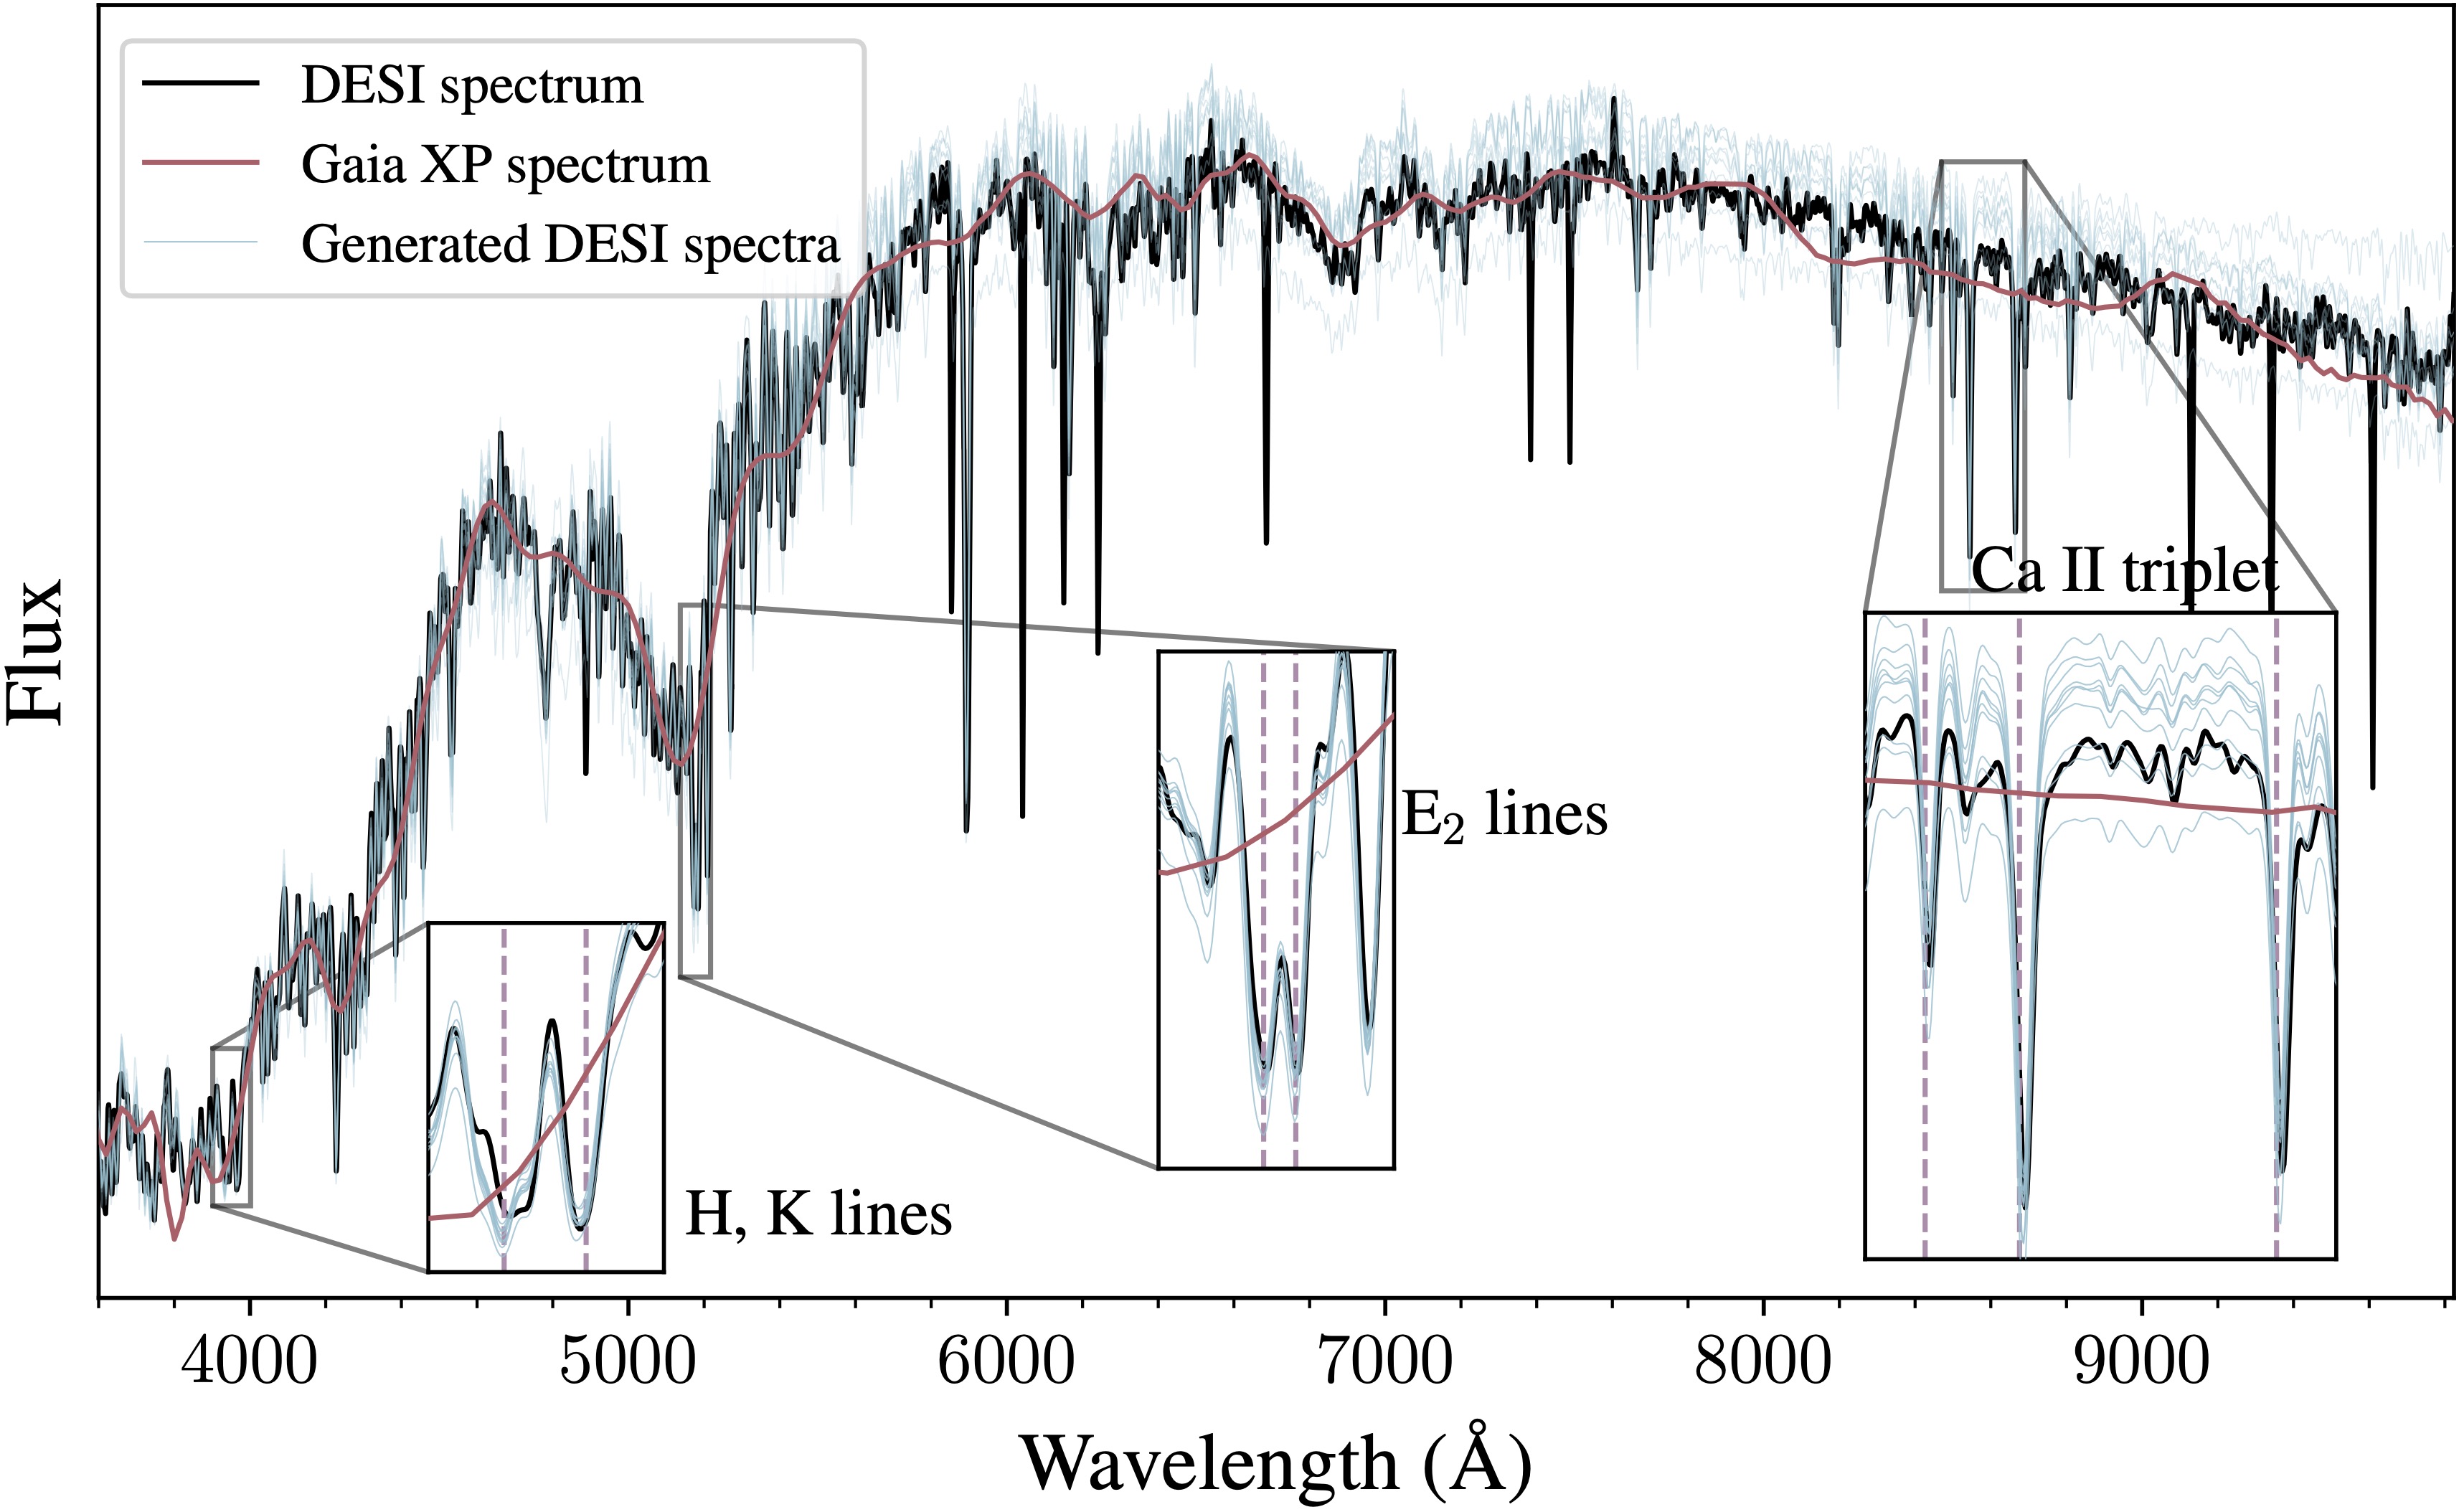 DESI spectrum
Gaia XP spectrum
Generated DESI spectra
Flux
Ca II triplet
E₂ lines
H, K lines
4000 5000 6000 7000 8000 9000
Wavelength (Å)